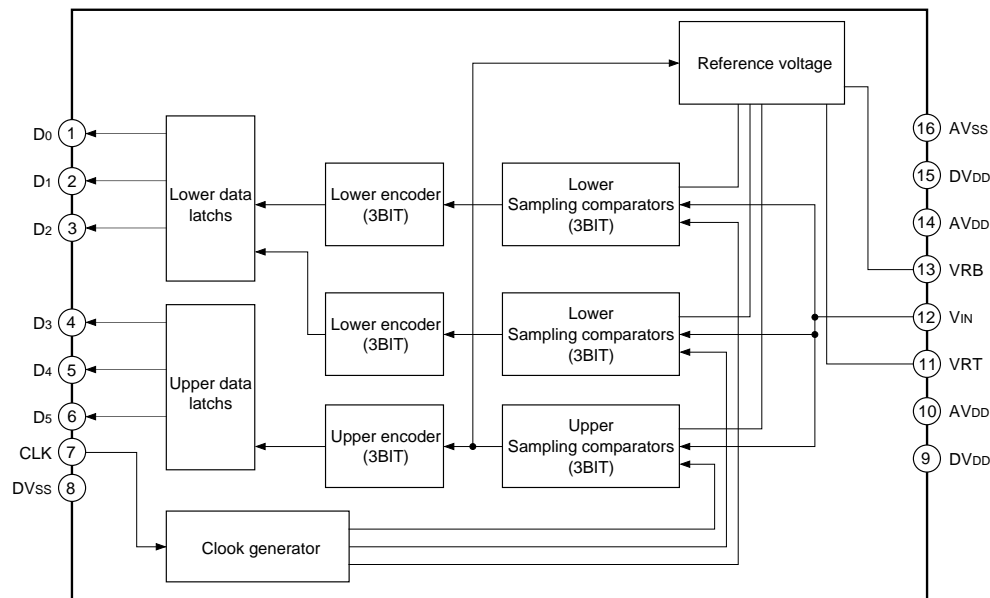 Reference voltage
D0 1
D1 2
D2 3
D3 4
D4 5
D5 6
CLK 7
DVSS 8
Lower data
latchs
Upper data
latchs
Lower encoder
(3BIT)
Lower encoder
(3BIT)
Upper encoder
(3BIT)
Lower
Sampling comparators
(3BIT)
Lower
Sampling comparators
(3BIT)
Upper
Sampling comparators
(3BIT)
Clook generator
16 AVSS
15 DVDD
14 AVDD
13 VRB
12 VIN
11 VRT
10 AVDD
9 DVDD